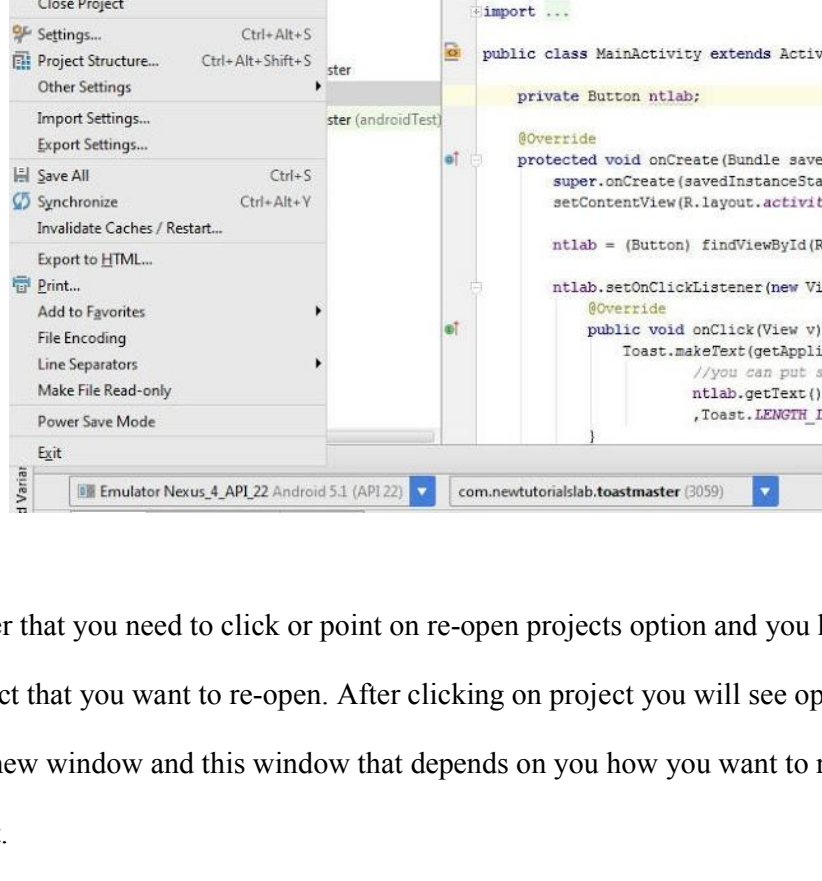 Close Project
Settings... Ctrl+Alt+S
Project Structure... Ctrl+Alt+Shift+S
Other Settings
Import Settings...
Export Settings...
Save All Ctrl+S
Synchronize Ctrl+Alt+Y
Invalidate Caches / Restart...
Export to HTML...
Print...
Add to Favorites
File Encoding
Line Separators
Make File Read-only
Power Save Mode
Exit
ster
ster (androidTest)
import ...
public class MainActivity extends Activ
private Button ntlab;
@Override
protected void onCreate(Bundle save
super.onCreate(savedInstanceSta
setContentView(R.layout.activit
ntlab = (Button) findViewById(R
ntlab.setOnClickListener(new Vi
@Override
public void onClick(View v)
Toast.makeText(getAppli
//you can put s
ntlab.getText()
,Toast.LENGTH_
}
d Varian
Emulator Nexus_4_API_22 Android 5.1 (API 22)
com.newtutorialslab.toastmaster (3059)
er that you need to click or point on re-open projects option and you
ct that you want to re-open. After clicking on project you will see op
new window and this window that depends on you how you want to
.